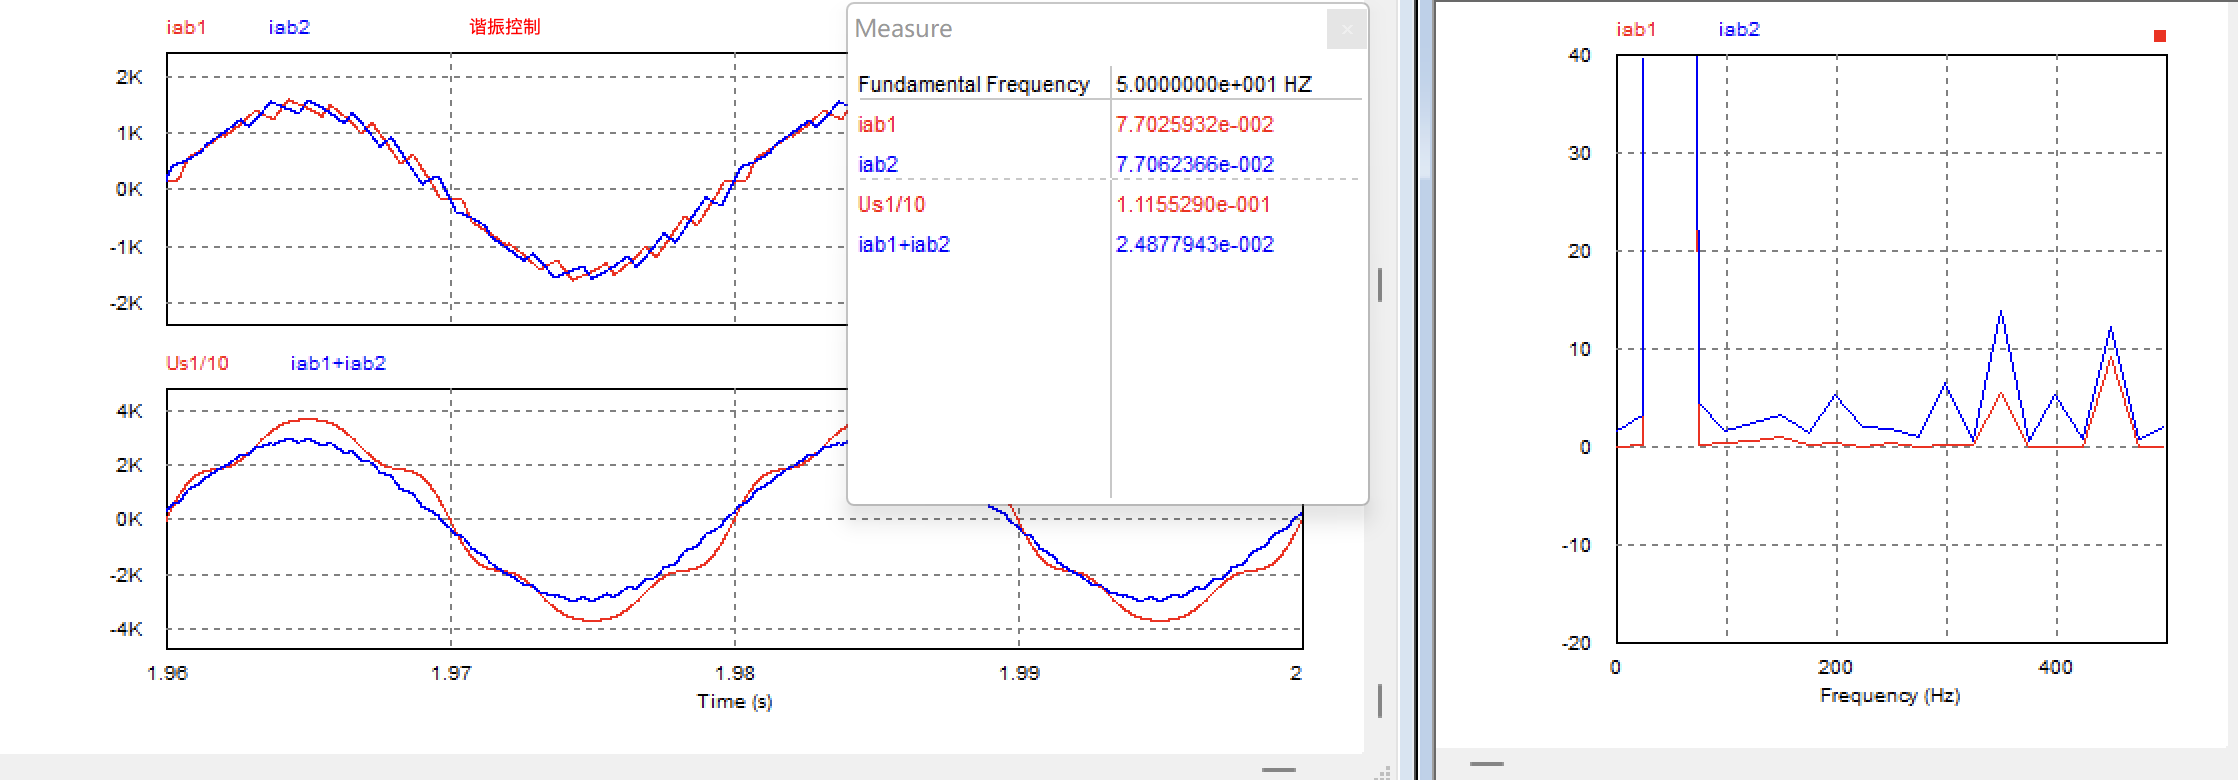 iab1 iab2 谐振控制
2K
1K
0K
-1K
-2K
Us1/10 iab1+iab2
4K
2K
0K
-2K
-4K
1.96 1.97 1.98 1.99 2
Time (s)
Measure
Fundamental Frequency 5.0000000e+001 HZ
iab1 7.7025932e-002
iab2 7.7062366e-002
Us1/10 1.1155290e-001
iab1+iab2 2.4877943e-002
iab1 iab2
40
30
20
10
0
-10
-20
0 200 400
Frequency (Hz)